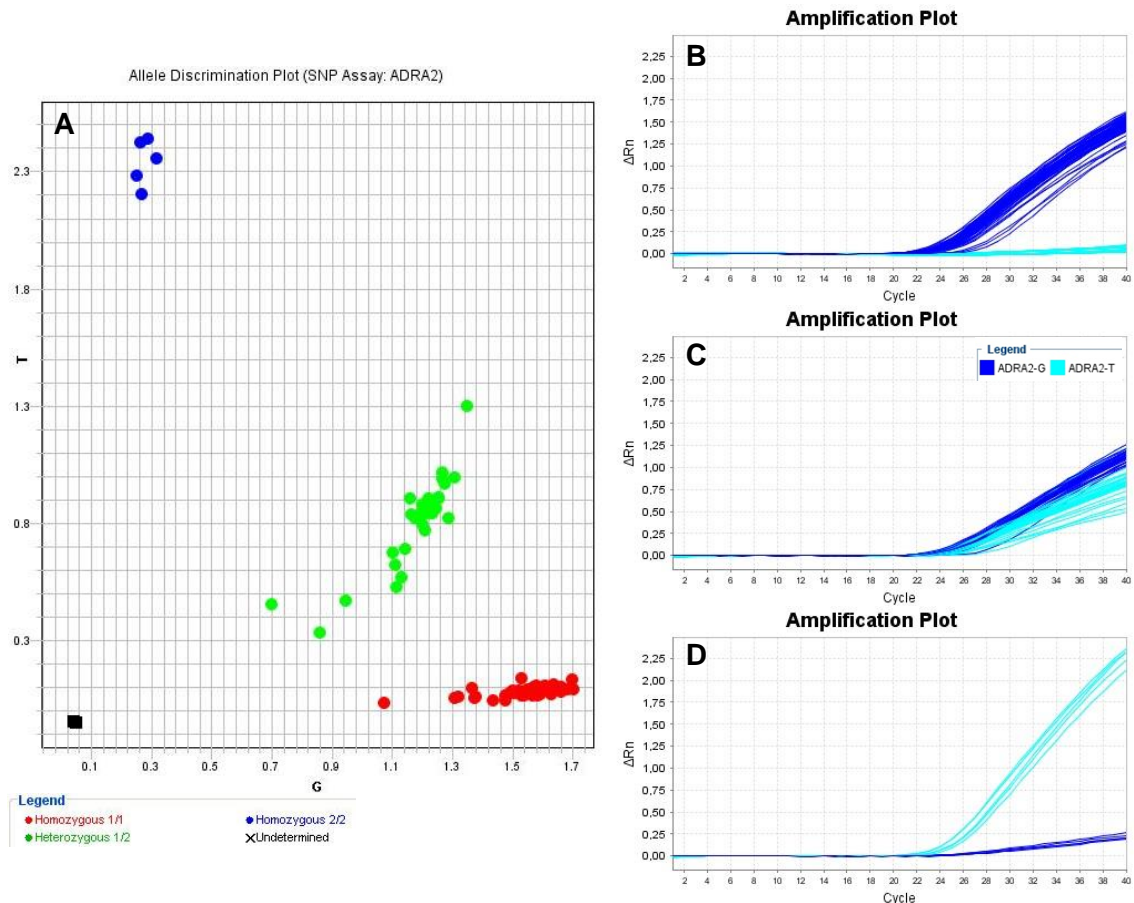 Allele Discrimination Plot (SNP Assay: ADRA2)
A
2.3
1.8
1.3
0.8
0.3
T
0.1 0.3 0.5 0.7 0.9 1.1 1.3 1.5 1.7
G
Legend
Homozygous 1/1 Homozygous 2/2
Heterozygous 1/2 Undetermined
Amplification Plot
B
2,25
2,00
1,75
1,50
1,25
1,00
0,75
0,50
0,25
0,00
ΔRn
2 4 6 8 10 12 14 16 18 20 22 24 26 28 30 32 34 36 38 40
Cycle
Amplification Plot
C
Legend
ADRA2-G ADRA2-T
2,25
2,00
1,75
1,50
1,25
1,00
0,75
0,50
0,25
0,00
ΔRn
2 4 6 8 10 12 14 16 18 20 22 24 26 28 30 32 34 36 38 40
Cycle
Amplification Plot
D
2,25
2,00
1,75
1,50
1,25
1,00
0,75
0,50
0,25
0,00
ΔRn
2 4 6 8 10 12 14 16 18 20 22 24 26 28 30 32 34 36 38 40
Cycle